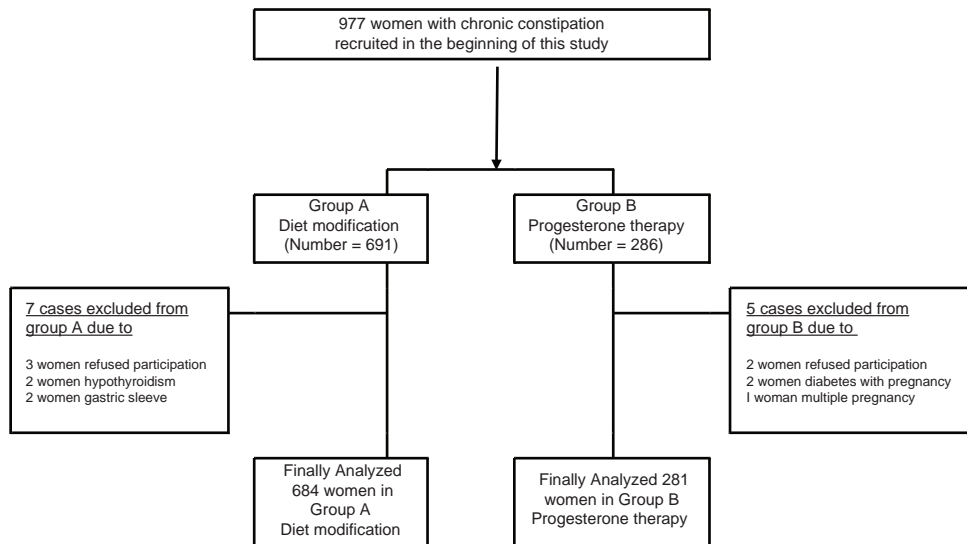 977 women with chronic constipation
recruited in the beginning of this study
Group A
Diet modification
(Number = 691)
Group B
Progesterone therapy
(Number = 286)
7 cases excluded from
group A due to
3 women refused participation
2 women hypothyroidism
2 women gastric sleeve
5 cases excluded from
group B due to
2 women refused participation
2 women diabetes with pregnancy
I woman multiple pregnancy
Finally Analyzed
684 women in
Group A
Diet modification
Finally Analyzed 281
women in Group B
Progesterone therapy